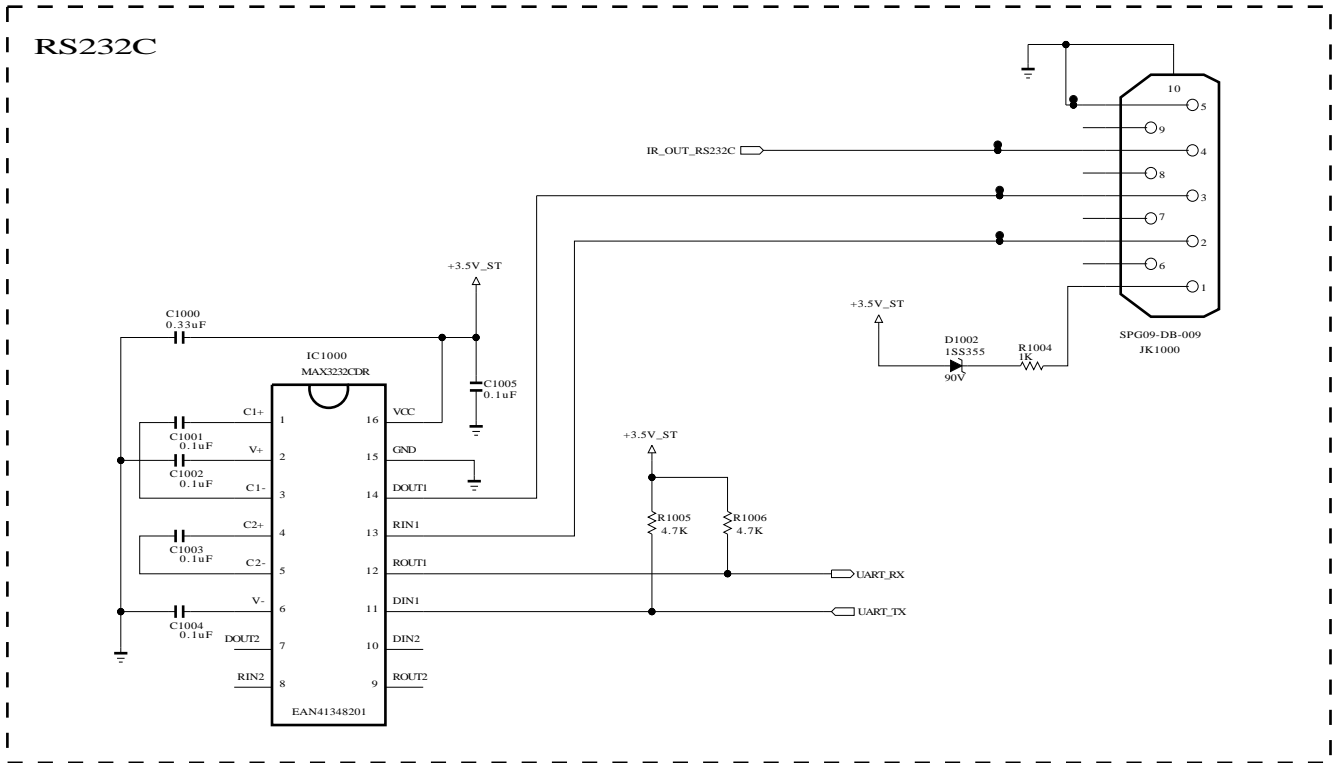 RS232C
10
5
9
IR_OUT_RS232C
4
8
3
7
2
6
1
+3.5V_ST
+3.5V_ST
C1000
0.33uF
SPG09-DB-009
JK1000
D1002
1SS355
90V
R1004
1K
IC1000
MAX3232CDR
C1005
0.1uF
C1+
1
16
VCC
C1001
0.1uF
+3.5V_ST
V+
2
15
GND
C1002
0.1uF
C1-
3
14
DOUT1
R1005
4.7K
R1006
4.7K
C2+
4
13
RIN1
C1003
0.1uF
C2-
5
12
ROUT1
UART_RX
V-
6
11
DIN1
UART_TX
C1004
0.1uF
DOUT2
7
10
DIN2
RIN2
8
9
ROUT2
EAN41348201